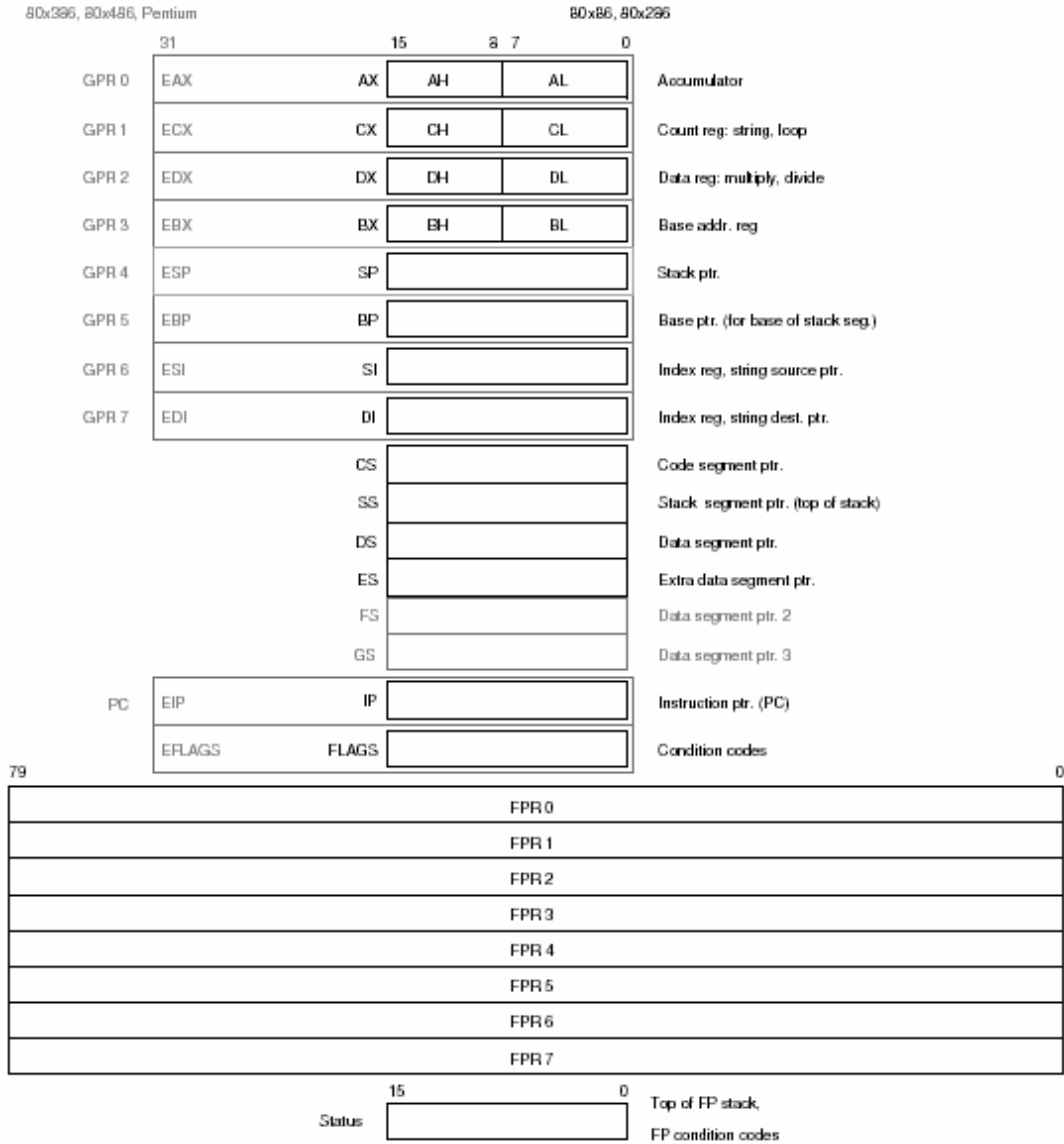 80x386, 80x486, Pentium 80x86, 80x286
31 15 8 7 0
GPR 0 EAX AX AH AL Accumulator
GPR 1 ECX CX CH CL Count reg: string, loop
GPR 2 EDX DX DH DL Data reg: multiply, divide
GPR 3 EBX BX BH BL Base addr. reg
GPR 4 ESP SP Stack ptr.
GPR 5 EBP BP Base ptr. (for base of stack seg.)
GPR 6 ESI SI Index reg, string source ptr.
GPR 7 EDI DI Index reg, string dest. ptr.
CS Code segment ptr.
SS Stack segment ptr. (top of stack)
DS Data segment ptr.
ES Extra data segment ptr.
FS Data segment ptr. 2
GS Data segment ptr. 3
PC EIP IP Instruction ptr. (PC)
EFLAGS FLAGS Condition codes
79 0
FPR 0
FPR 1
FPR 2
FPR 3
FPR 4
FPR 5
FPR 6
FPR 7
15 0
Status Top of FP stack,
FP condition codes